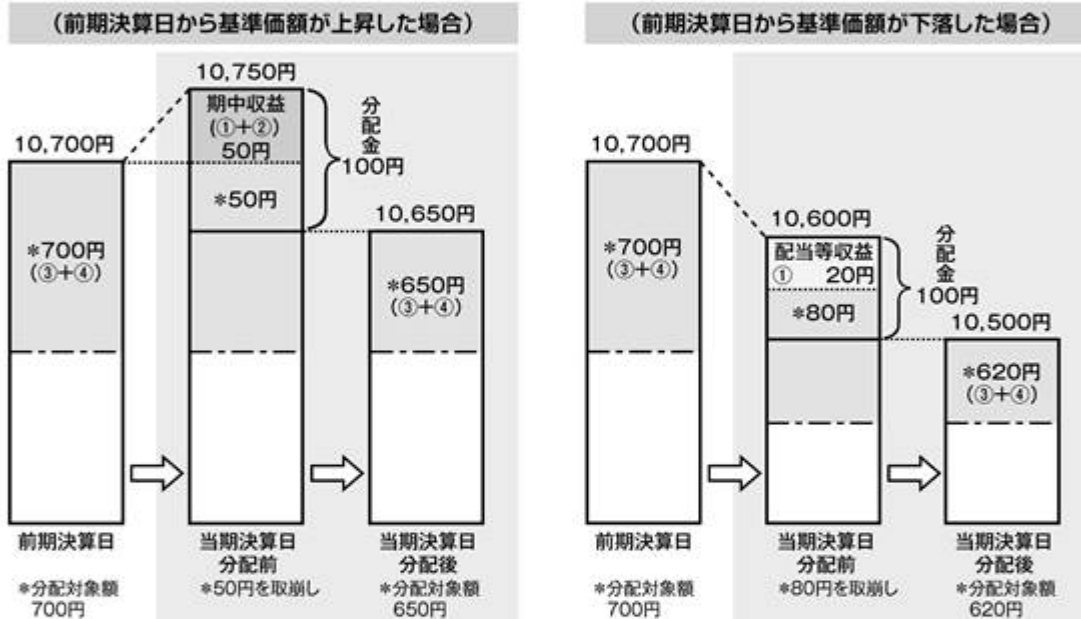 (前期決算日から基準価額が上昇した場合)
10,700円
*700円
(③+④)
前期決算日
*分配対象額
700円
10,750円
期中収益
(①+②)
50円
*50円
分配金
100円
当期決算日
分配前
*50円を取崩し
10,650円
*650円
(③+④)
当期決算日
分配後
*分配対象額
650円
(前期決算日から基準価額が下落した場合)
10,700円
*700円
(③+④)
前期決算日
*分配対象額
700円
10,600円
配当等収益
① 20円
*80円
分配金
100円
当期決算日
分配前
*80円を取崩し
10,500円
*620円
(③+④)
当期決算日
分配後
*分配対象額
620円